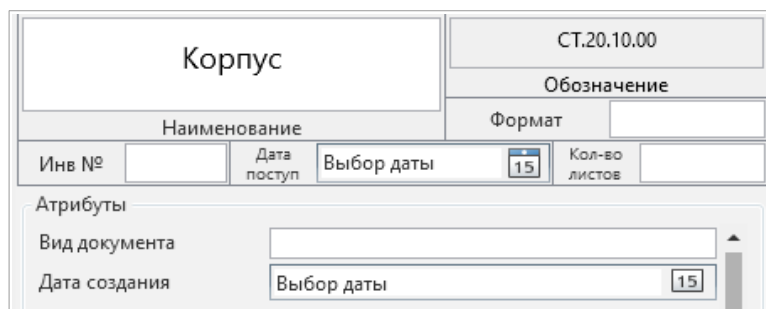 Корпус
СТ.20.10.00
Обозначение
Наименование
Формат
Инв №
Дата
поступ
Выбор даты
15
Кол-во
листов
Атрибуты
Вид документа
Дата создания
Выбор даты
15